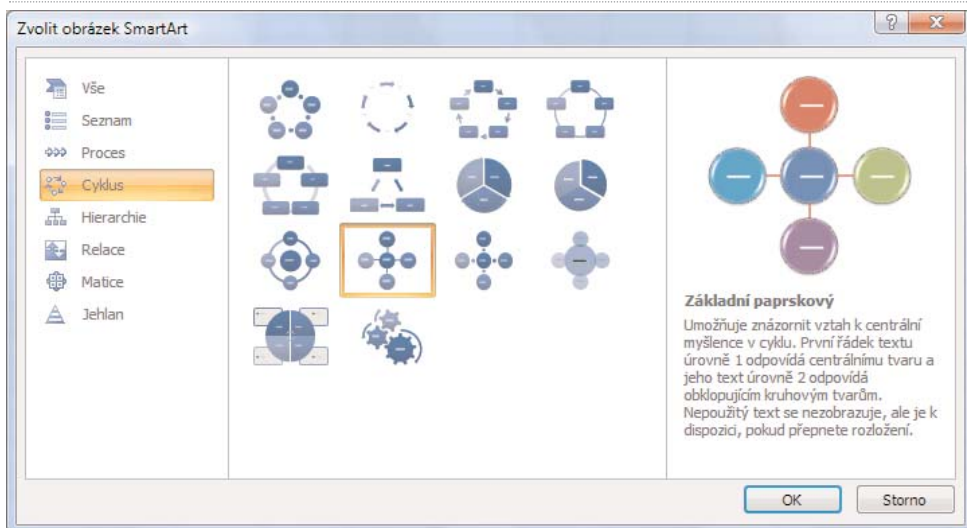 Zvolit obrázek SmartArt
Vše
Seznam
Proces
Cyklus
Hierarchie
Relace
Matice
Jehlan
Základní paprskový
Umožňuje znázornit vztah k centrální
myšlence v cyklu. První řádek textu
úrovně 1 odpovídá centrálnímu tvaru a
jeho text úrovně 2 odpovídá
obklopujícím kruhovým tvarům.
Nepoužitý text se nezobrazuje, ale je k
dispozici, pokud přepnete rozložení.
OK
Storno